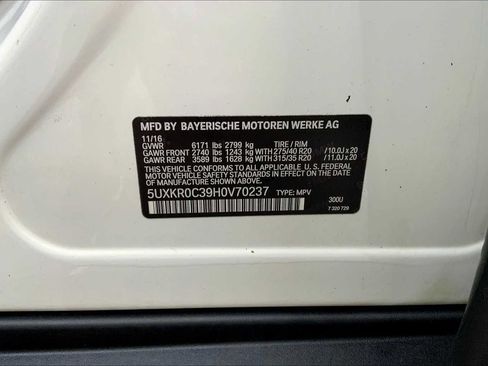 MFD BY BAYERISCHE MOTOREN WERKE AG
11/16
GVWR 6171 lbs 2799 kg TIRE / RIM
GAWR FRONT 2740 lbs 1243 kg WITH 275/40 R20 /10.0J x 20
GAWR REAR 3589 lbs 1628 kg WITH 315/35 R20 /11.0J x 20
THIS VEHICLE CONFORMS TO ALL APPLICABLE U. S. FEDERAL
MOTOR VEHICLE SAFETY STANDARDS IN EFFECT ON THE DATE OF
MANUFACTURE SHOWN ABOVE.
5UXKR0C39H0V70237 TYPE: MPV
300U
7 320 729